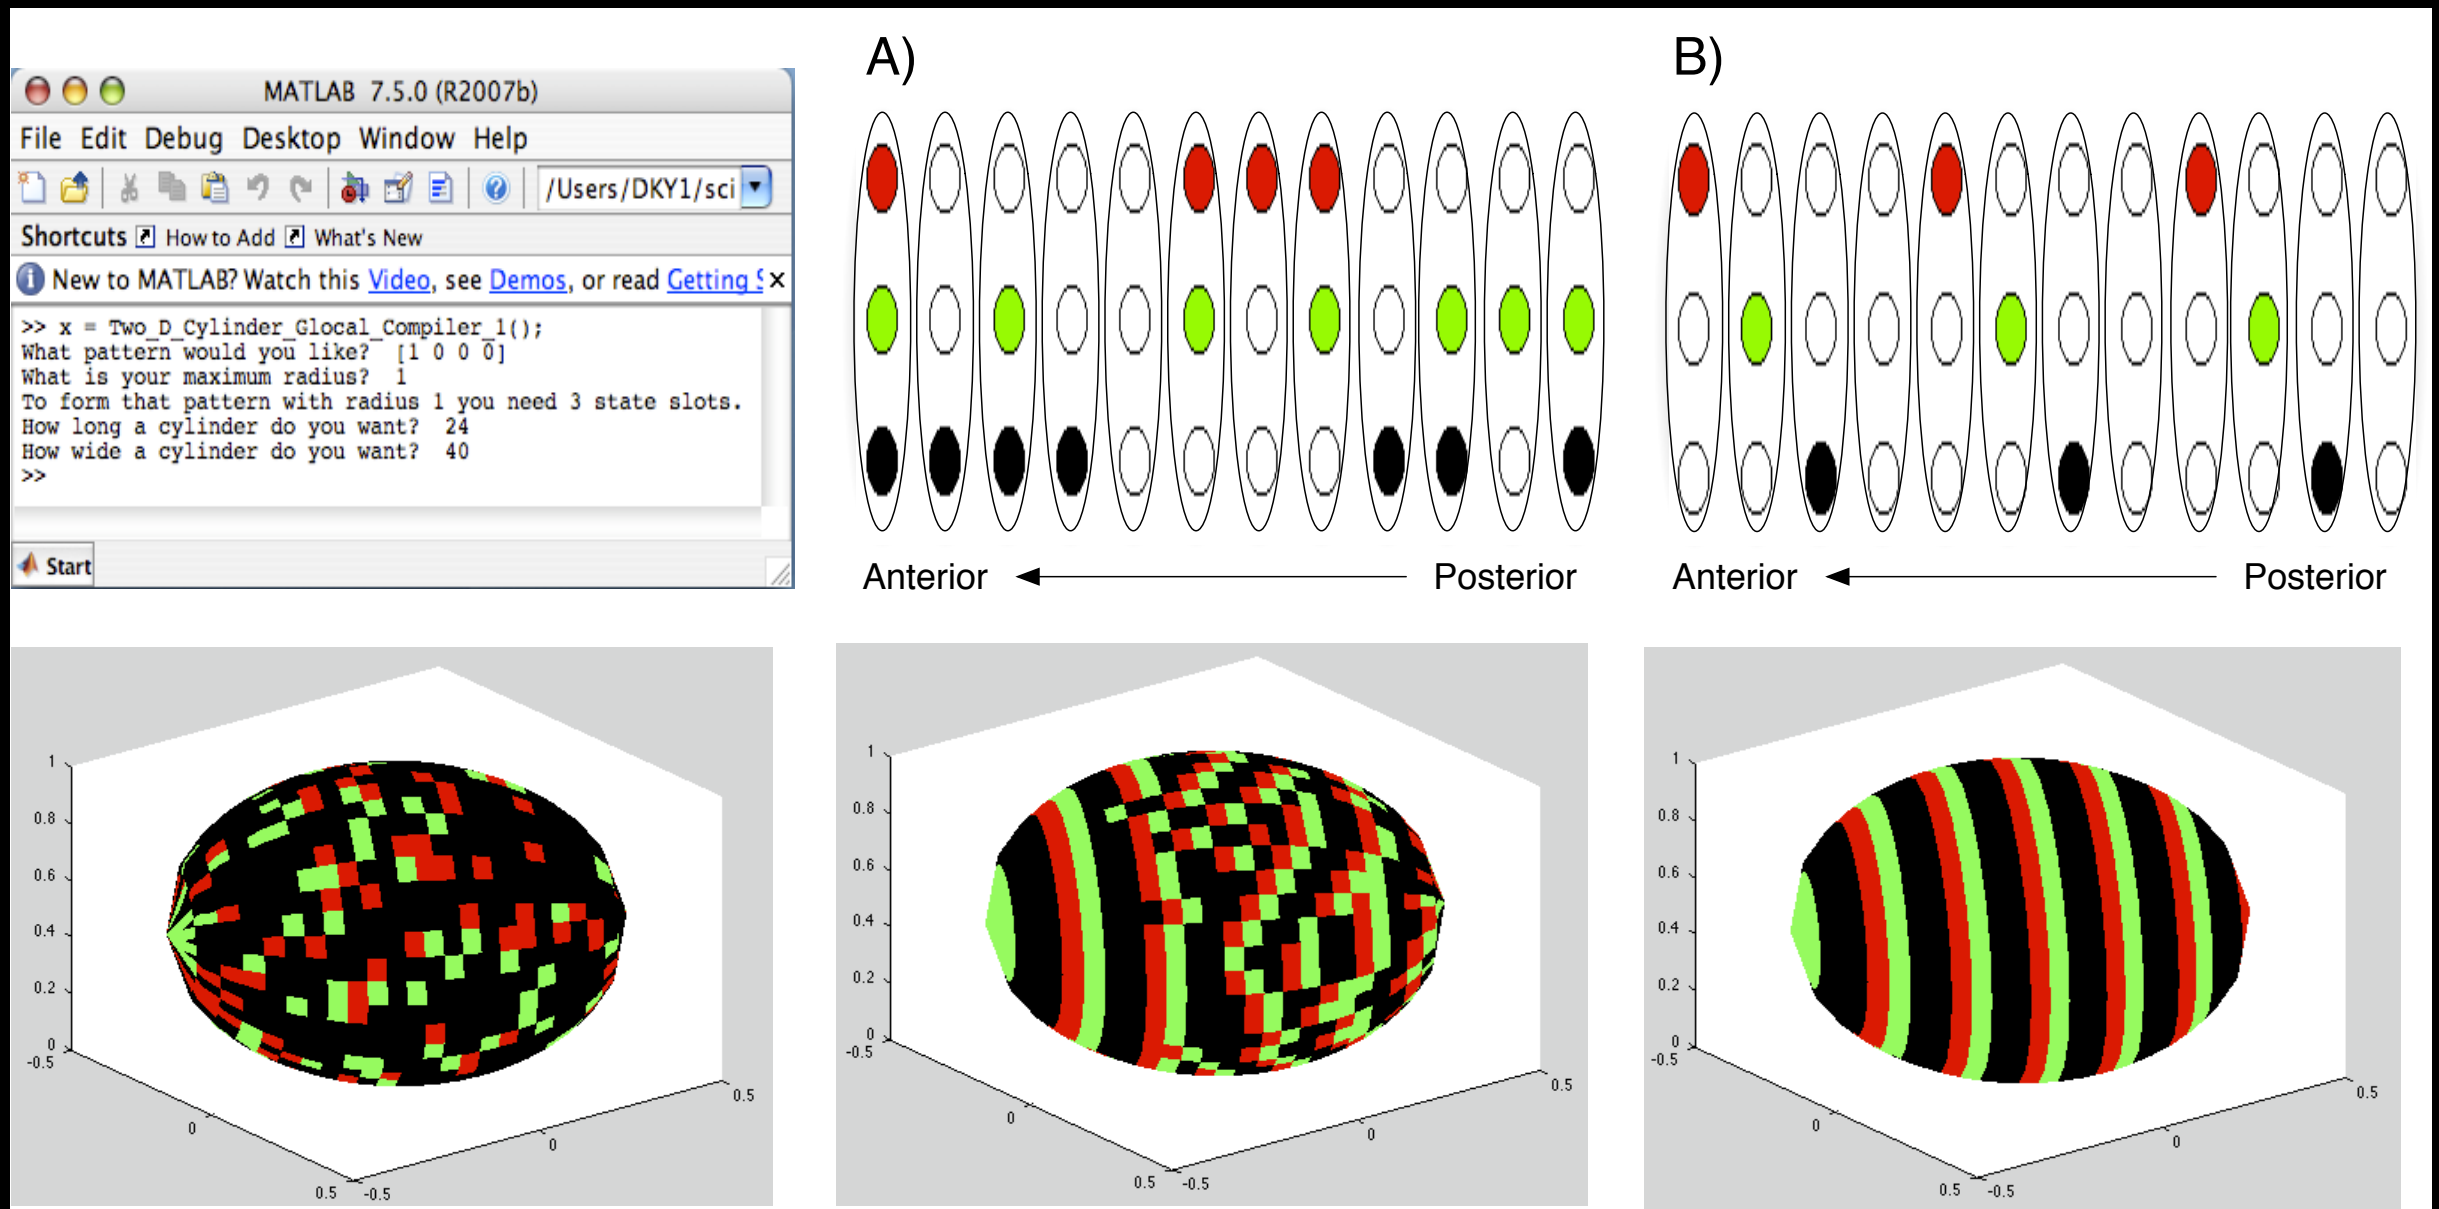 MATLAB 7.5.0 (R2007b)
File Edit Debug Desktop Window Help
/Users/DKY1/sci
Shortcuts How to Add What's New
New to MATLAB? Watch this Video, see Demos, or read Getting S
>> x = Two_D_Cylinder_Glocal_Compiler_1();
What pattern would you like? [1 0 0 0]
What is your maximum radius? 1
To form that pattern with radius 1 you need 3 state slots.
How long a cylinder do you want? 24
How wide a cylinder do you want? 40
>>
Start
A)
Anterior Posterior
B)
Anterior Posterior
1
0.8
0.6
0.4
0.2
0
-0.5
0
0.5
-0.5
0
0.5
1
0.8
0.6
0.4
0.2
0
-0.5
0
0.5
-0.5
0
0.5
1
0.8
0.6
0.4
0.2
0
-0.5
0
0.5
-0.5
0
0.5